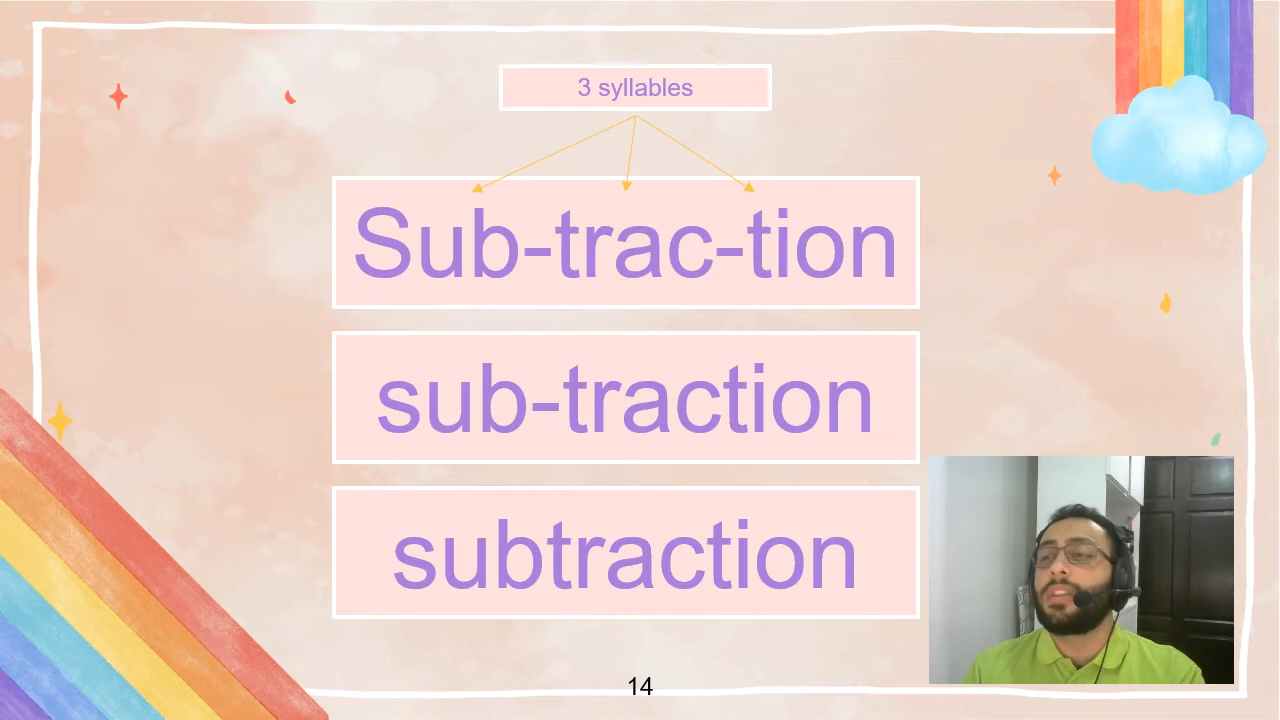 3 syllables
Sub-trac-tion
sub-traction
subtraction
14